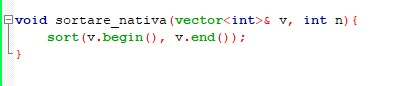 void sortare_nativa(vector<int>& v, int n){
    sort(v.begin(), v.end());
}